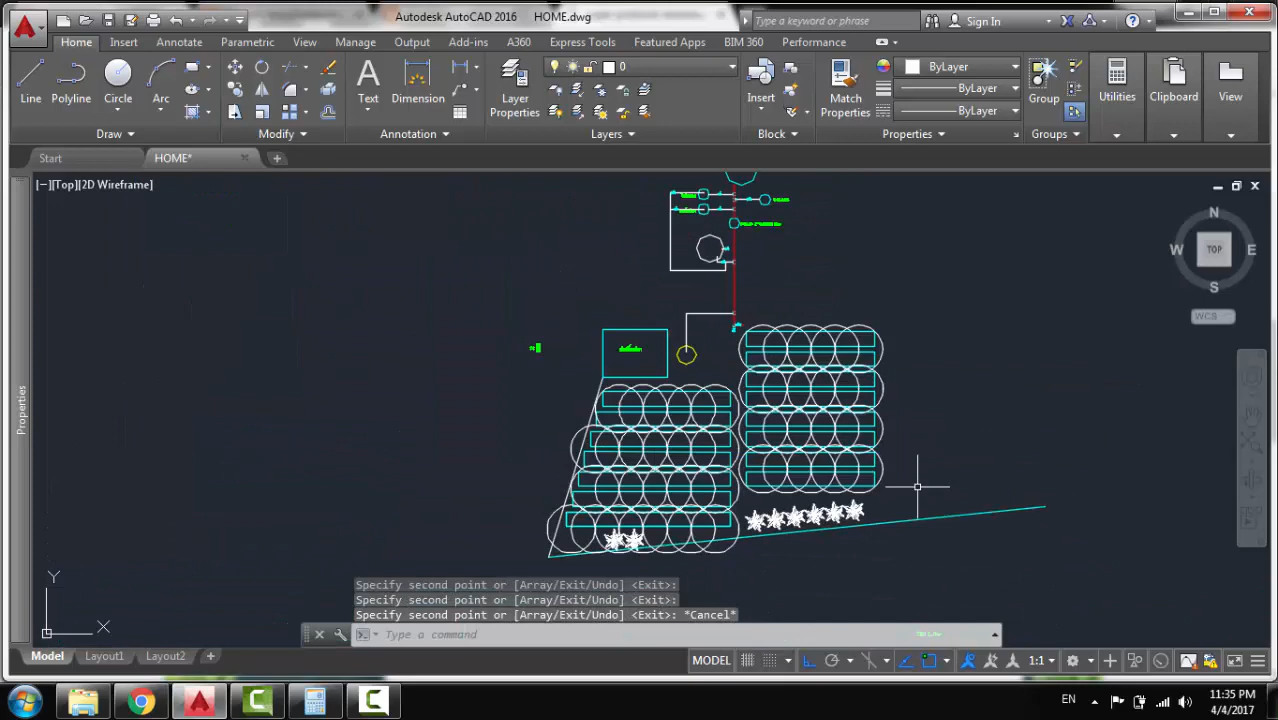 Autodesk AutoCAD 2016 HOME.dwg
Type a keyword or phrase
Sign In
Home Insert Annotate Parametric View Manage Output Add-ins A360 Express Tools Featured Apps BIM 360 Performance
Line Polyline Circle Arc
Text Dimension
Layer Properties
0
Insert
Match Properties
ByLayer
ByLayer
ByLayer
Group Utilities Clipboard View
Draw Modify Annotation Layers Block Properties Groups
Start HOME*
[−][Top][2D Wireframe]
N
W TOP E
S
WCS
Properties
Y
X
Specify second point or [Array/Exit/Undo] <Exit>:
Specify second point or [Array/Exit/Undo] <Exit>:
Specify second point or [Array/Exit/Undo] <Exit>: *Cancel*
Type a command
Model Layout1 Layout2 +
MODEL 1:1
EN 11:35 PM
4/4/2017